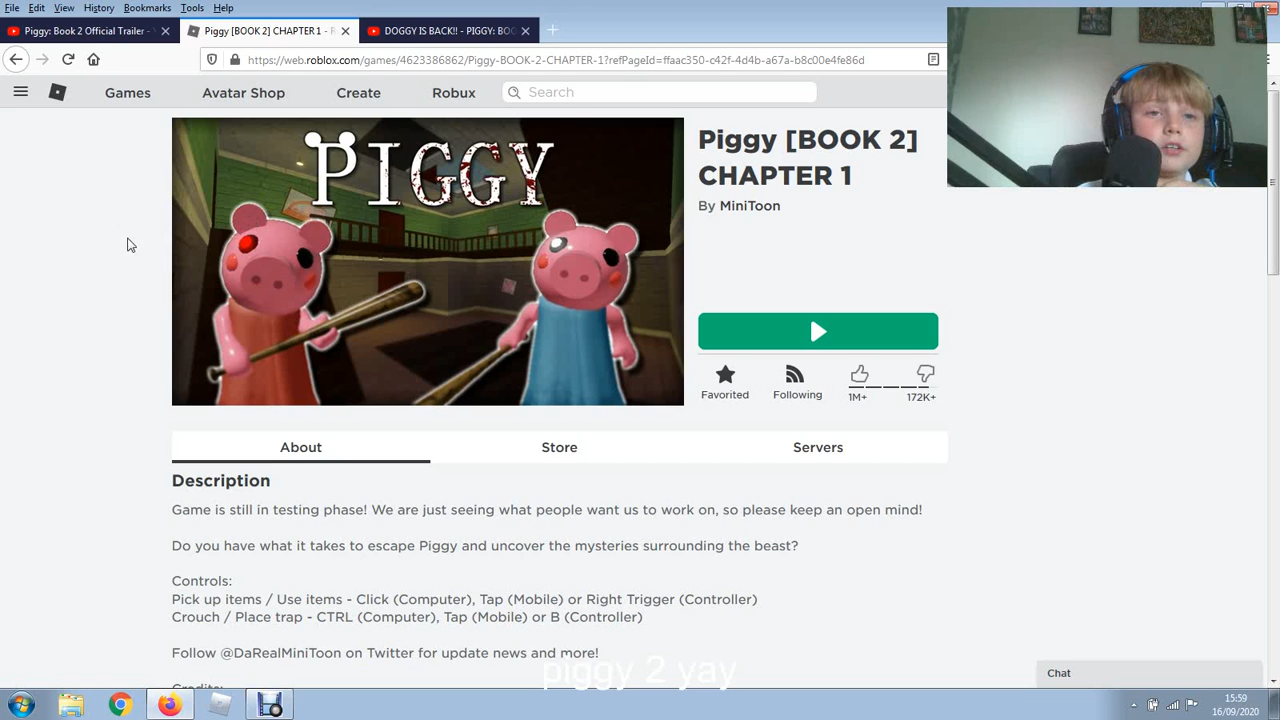 File Edit View History Bookmarks Tools Help
Piggy: Book 2 Official Trailer -
Piggy [BOOK 2] CHAPTER 1 - R
DOGGY IS BACK!! - PIGGY: BOO
https://web.roblox.com/games/4623386862/Piggy-BOOK-2-CHAPTER-1?refPageId=ffaac350-c42f-4d4b-a67a-b8c00e4fe86d
Games Avatar Shop Create Robux Search
PIGGY
Piggy [BOOK 2]
CHAPTER 1
By MiniToon
Favorited Following 1M+ 172K+
About Store Servers
Description
Game is still in testing phase! We are just seeing what people want us to work on, so please keep an open mind!
Do you have what it takes to escape Piggy and uncover the mysteries surrounding the beast?
Controls:
Pick up items / Use items - Click (Computer), Tap (Mobile) or Right Trigger (Controller)
Crouch / Place trap - CTRL (Computer), Tap (Mobile) or B (Controller)
Follow @DaRealMiniToon on Twitter for update news and more!
piggy 2 yay
Credits:
Chat
15:59
16/09/2020